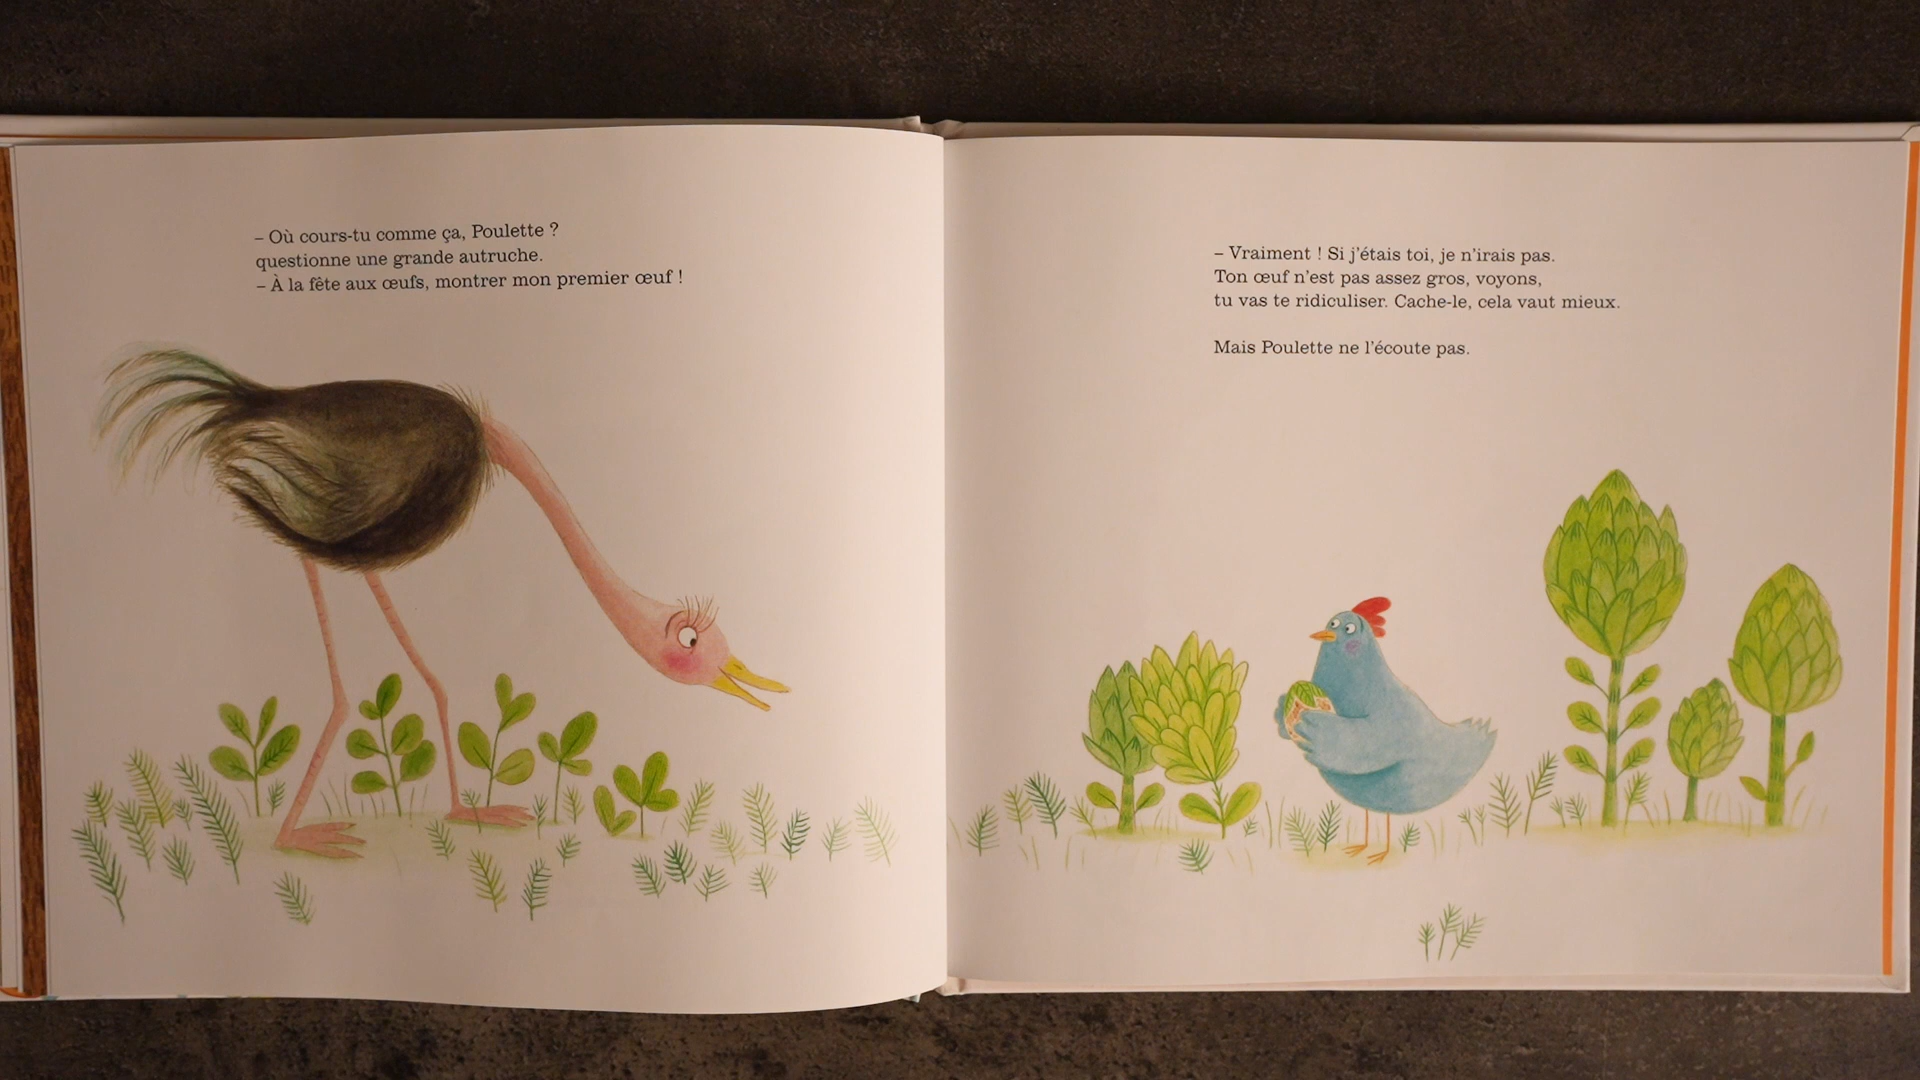 – Où cours-tu comme ça, Poulette ?
questionne une grande autruche.
– À la fête aux œufs, montrer mon premier œuf !
– Vraiment ! Si j’étais toi, je n’irais pas.
Ton œuf n’est pas assez gros, voyons,
tu vas te ridiculiser. Cache-le, cela vaut mieux.
Mais Poulette ne l’écoute pas.